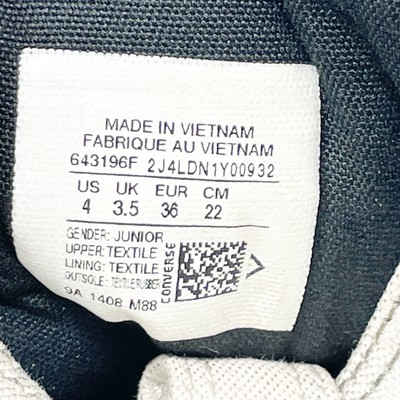 MADE IN VIETNAM
FABRIQUE AU VIETNAM
643196F 2J4LDN1Y00932
US UK EUR CM
4 3.5 36 22
GENDER: JUNIOR
UPPER: TEXTILE
LINING: TEXTILE
OUTSOLE: TEXTILE/RUBBER
9A 1408 M88
CONVERSE